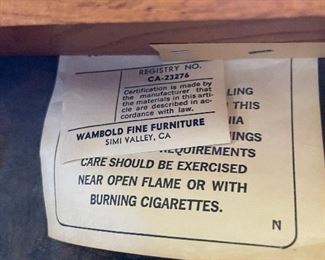 REGISTRY NO.
CA-23276
Certification is made by
the manufacturer that
the materials in this arti-
cle are described in ac-
cordance with law.
WAMBOLD FINE FURNITURE
SIMI VALLEY, CA
LING
THIS
NIA
INGS
REQUIREMENTS
CARE SHOULD BE EXERCISED
NEAR OPEN FLAME OR WITH
BURNING CIGARETTES.
N